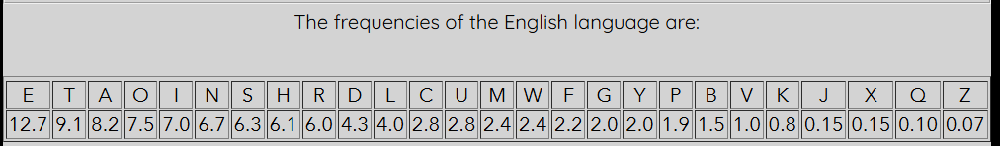 The frequencies of the English language are:
E T A O I N S H R D L C U M W F G Y P B V K J X Q Z
12.7 9.1 8.2 7.5 7.0 6.7 6.3 6.1 6.0 4.3 4.0 2.8 2.8 2.4 2.4 2.2 2.0 2.0 1.9 1.5 1.0 0.8 0.15 0.15 0.10 0.07